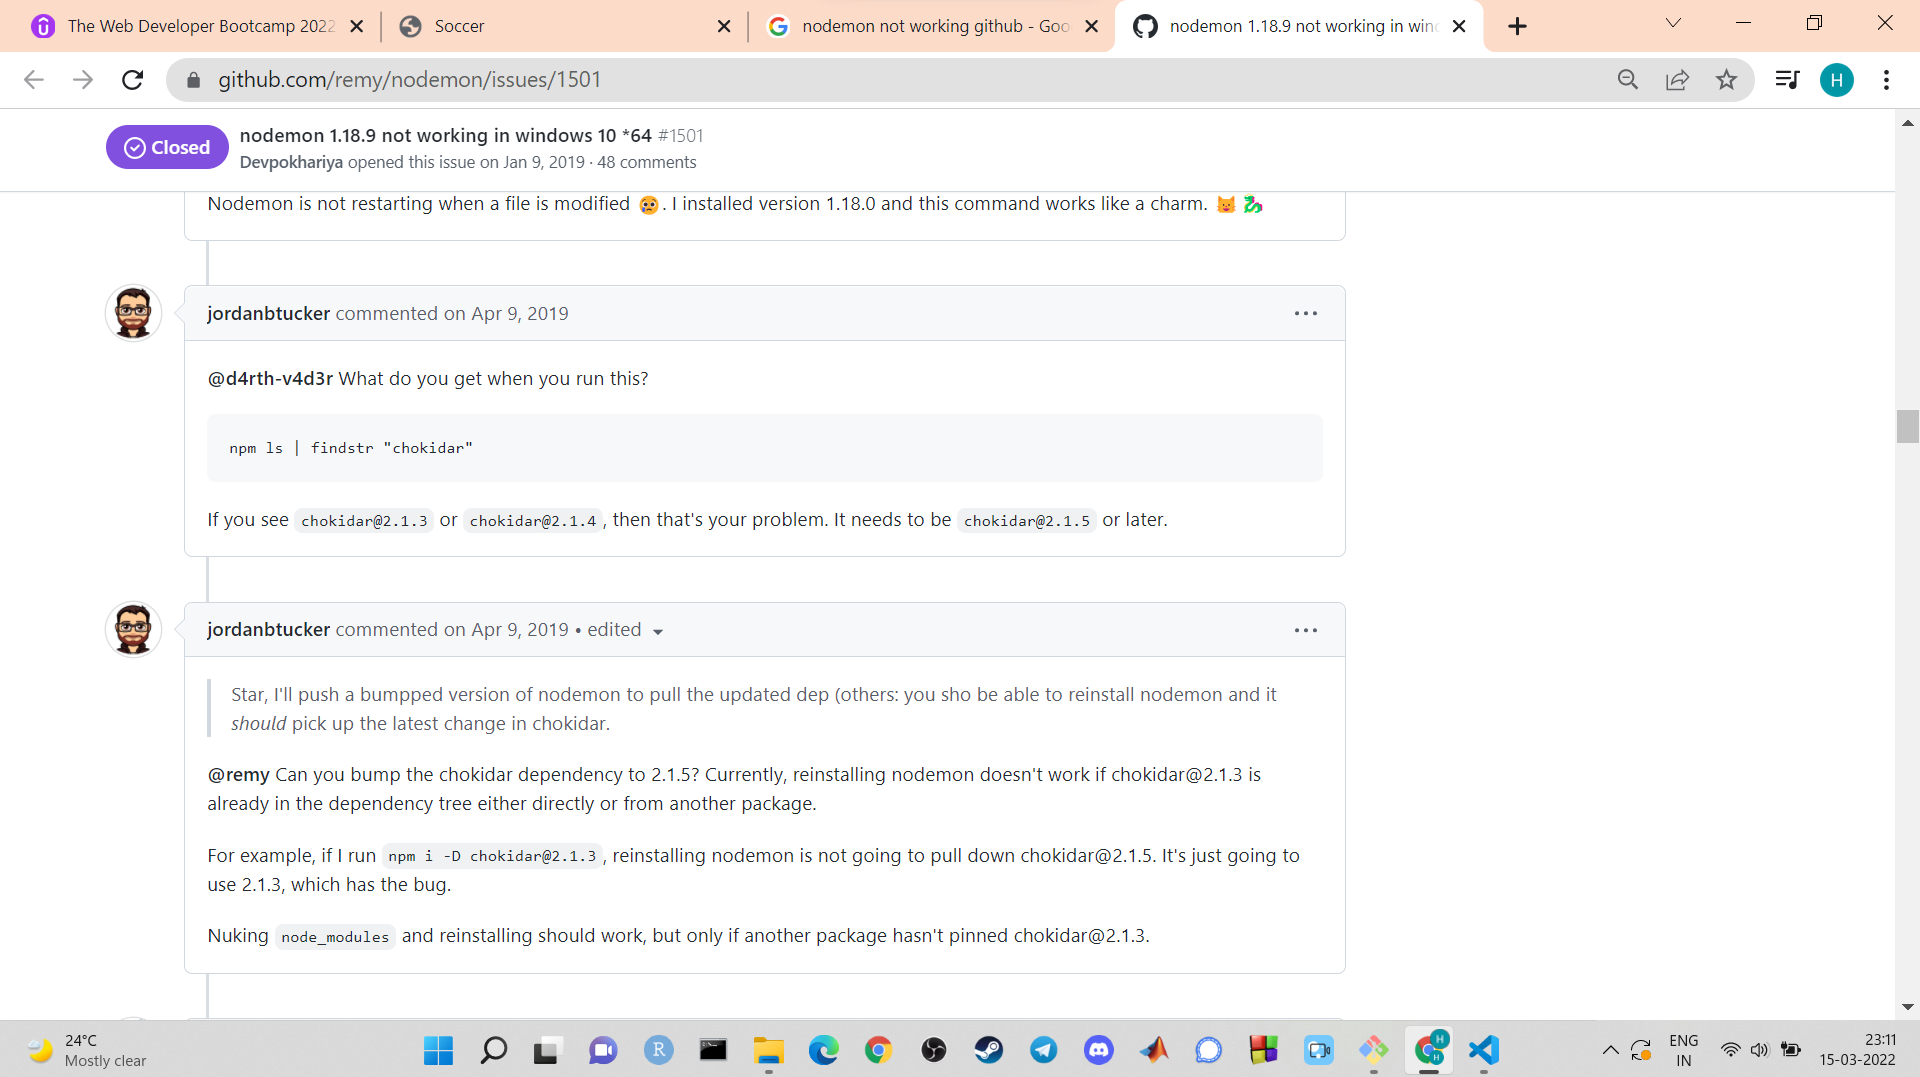 The Web Developer Bootcamp 2022
Soccer
nodemon not working github - Goo
nodemon 1.18.9 not working in wind
github.com/remy/nodemon/issues/1501
H
Closed
nodemon 1.18.9 not working in windows 10 *64 #1501
Devpokhariya opened this issue on Jan 9, 2019 · 48 comments
Nodemon is not restarting when a file is modified 😢. I installed version 1.18.0 and this command works like a charm. 😺 🐉
jordanbtucker commented on Apr 9, 2019
@d4rth-v4d3r What do you get when you run this?
npm ls | findstr "chokidar"
If you see chokidar@2.1.3 or chokidar@2.1.4, then that's your problem. It needs to be chokidar@2.1.5 or later.
jordanbtucker commented on Apr 9, 2019 • edited
Star, I'll push a bumpped version of nodemon to pull the updated dep (others: you sho be able to reinstall nodemon and it
should pick up the latest change in chokidar.
@remy Can you bump the chokidar dependency to 2.1.5? Currently, reinstalling nodemon doesn't work if chokidar@2.1.3 is
already in the dependency tree either directly or from another package.
For example, if I run npm i -D chokidar@2.1.3, reinstalling nodemon is not going to pull down chokidar@2.1.5. It's just going to
use 2.1.3, which has the bug.
Nuking node_modules and reinstalling should work, but only if another package hasn't pinned chokidar@2.1.3.
24°C
Mostly clear
R
H
H
ENG
IN
23:11
15-03-2022